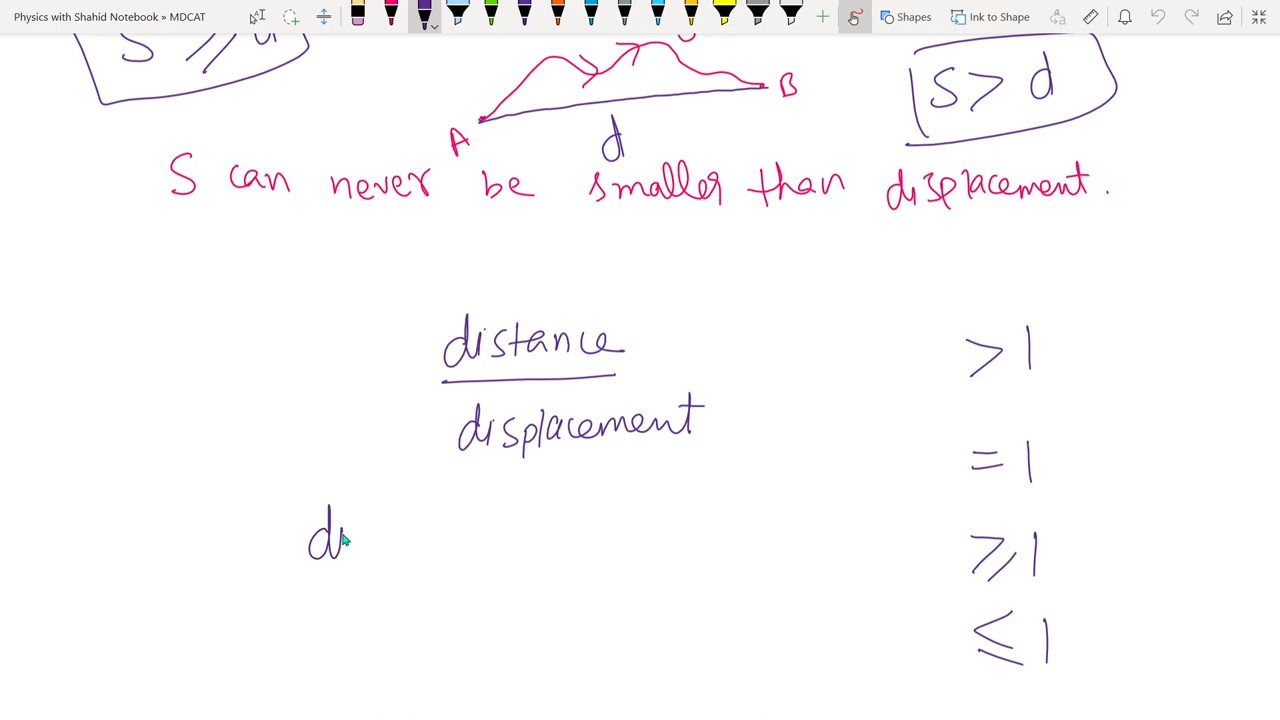 Physics with Shahid Notebook » MDCAT
Shapes
Ink to Shape
S ⩾ d
S > d
A
B
d
S can never be smaller than displacement.
distance
displacement
> 1
= 1
⩾ 1
≤ 1
di